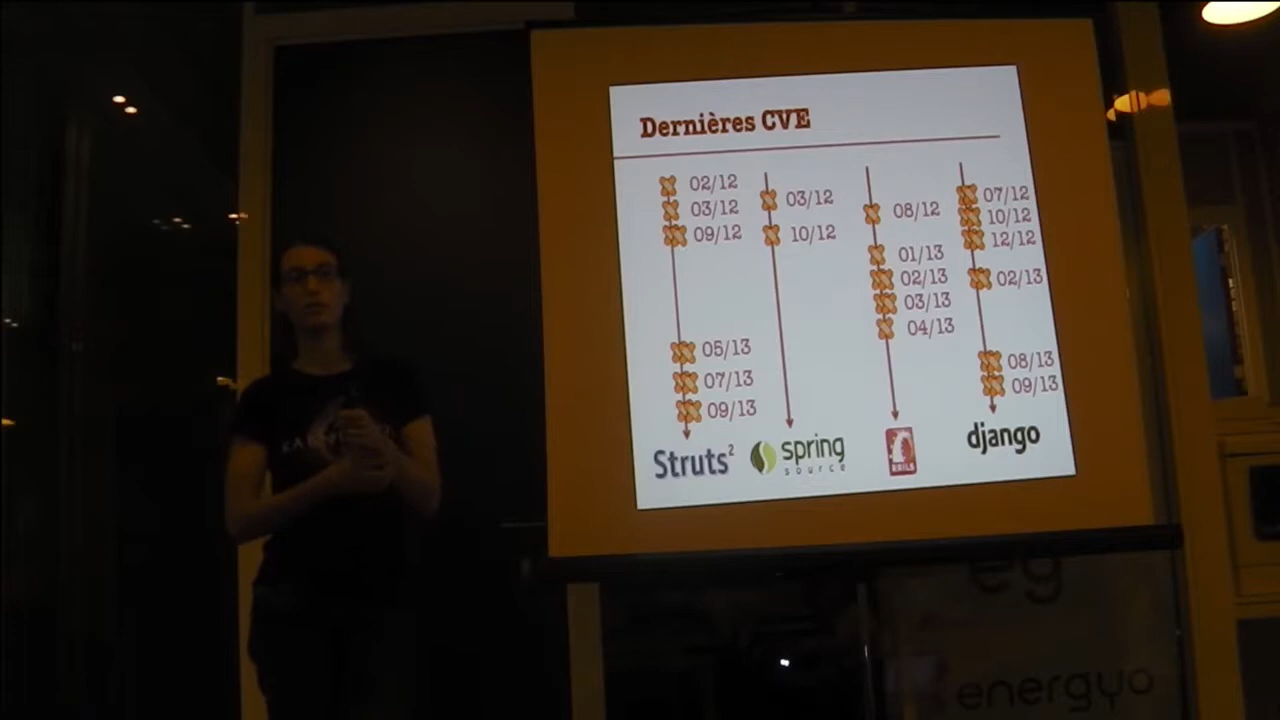 Dernières CVE
02/12
03/12
09/12
05/13
07/13
09/13
Struts²
03/12
10/12
spring
source
08/12
01/13
02/13
03/13
04/13
RAILS
07/12
10/12
12/12
02/13
08/13
09/13
django
eg
energyo